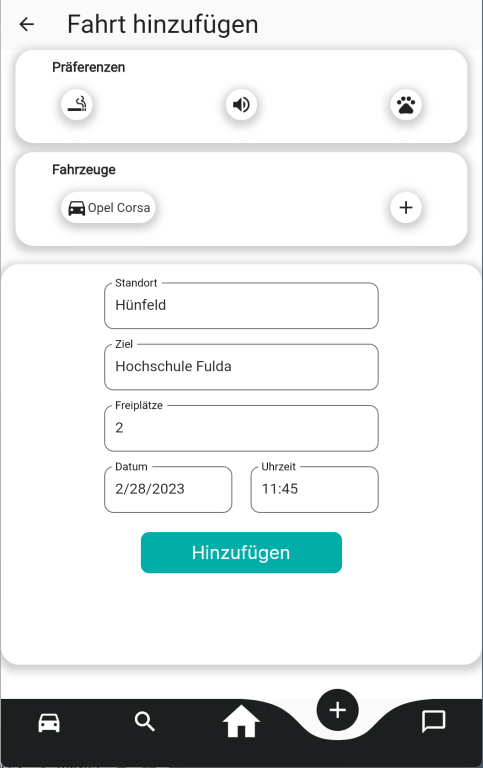 Fahrt hinzufügen
Präferenzen
Fahrzeuge
Opel Corsa
Standort
Hünfeld
Ziel
Hochschule Fulda
Freiplätze
2
Datum
Uhrzeit
2/28/2023
11:45
Hinzufügen